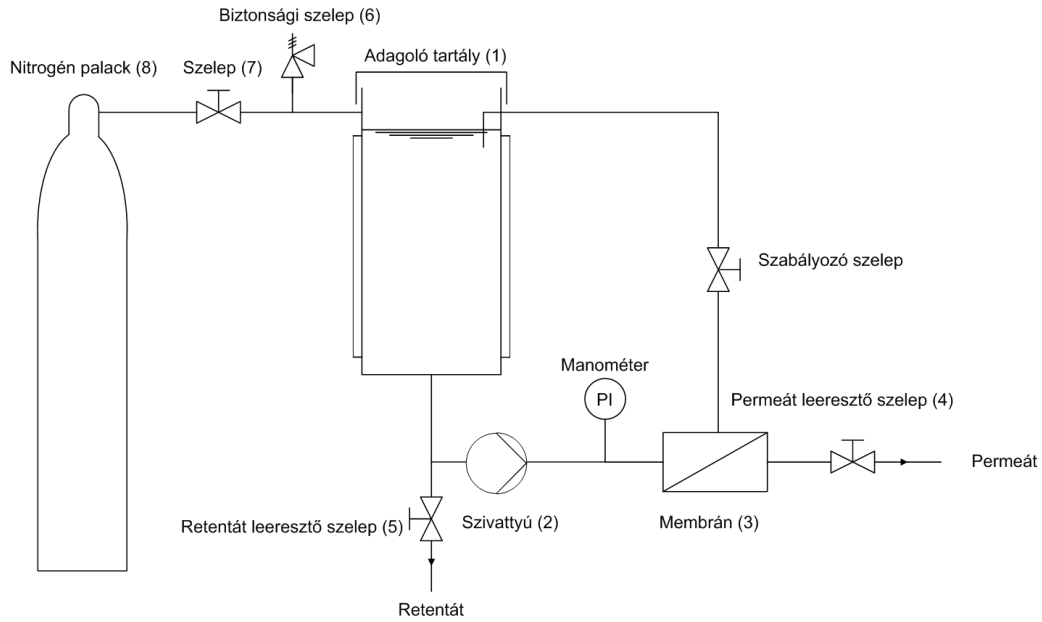 Biztonsági szelep (6)
Adagoló tartály (1)
Nitrogén palack (8)
Szelep (7)
Szabályozó szelep
Manométer
PI
Permeát leeresztő szelep (4)
Permeát
Retentát leeresztő szelep (5)
Szivattyú (2)
Membrán (3)
Retentát